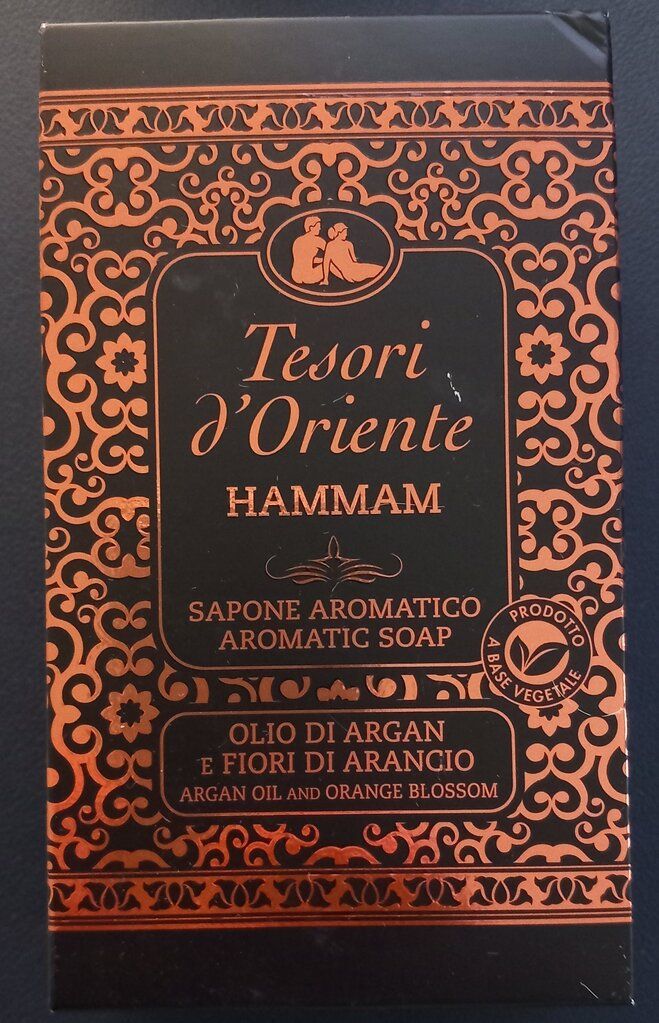 Tesori
d'Oriente
HAMMAM
SAPONE AROMATICO
AROMATIC SOAP
PRODOTTO
A BASE VEGETALE
OLIO DI ARGAN
E FIORI DI ARANCIO
ARGAN OIL AND ORANGE BLOSSOM